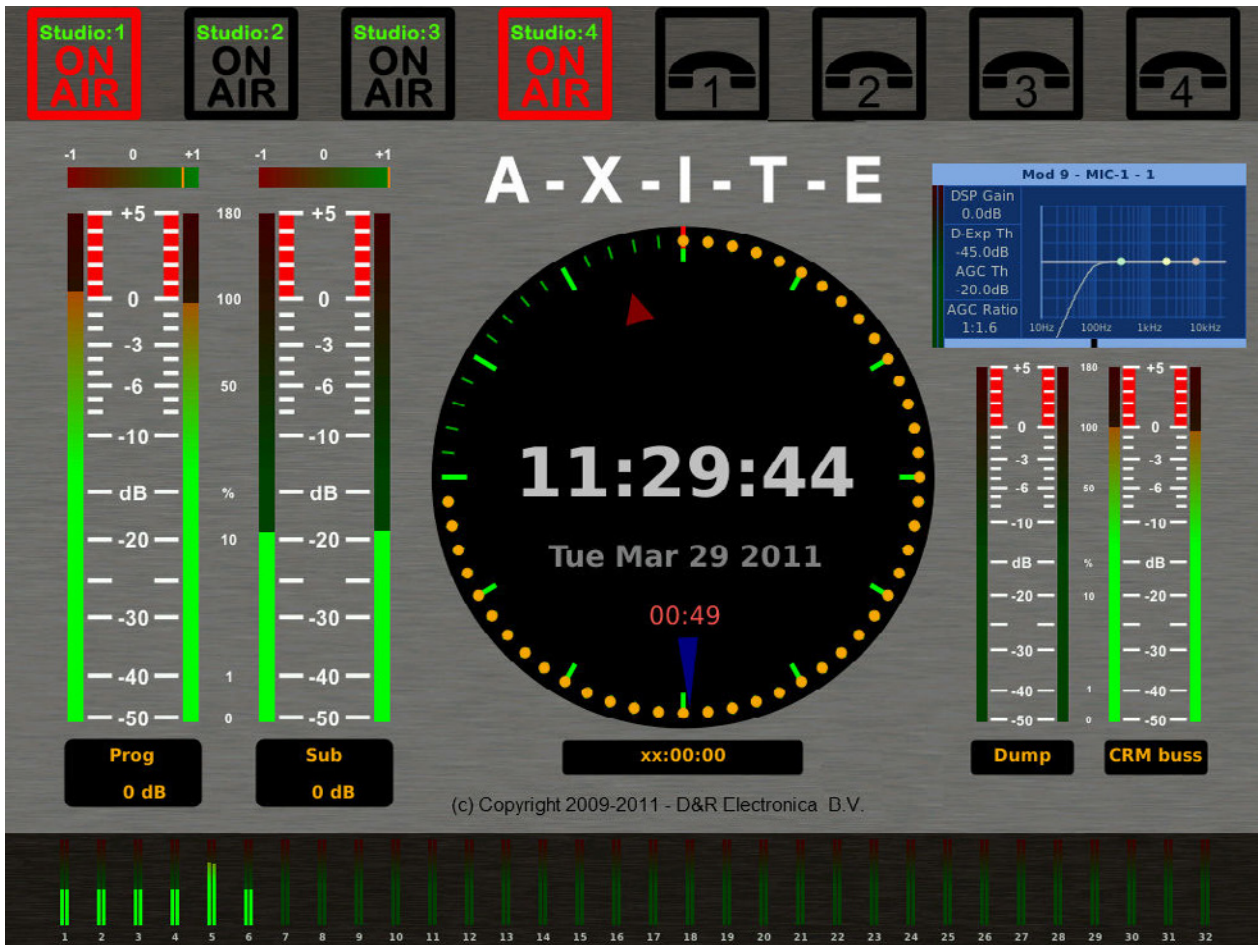 Studio:1 Studio:2 Studio:3 Studio:4
ON ON ON ON
AIR AIR AIR AIR
1 2 3 4
-1 0 +1 -1 0 +1
A - X - I - T - E
Mod 9 - MIC-1 - 1
DSP Gain
0.0dB
D-Exp Th
-45.0dB
AGC Th
-20.0dB
AGC Ratio
1:1.6
10Hz 100Hz 1kHz 10kHz
+5 180 +5
0 100 0
-3 -3
-6 50 -6
-10 -10
dB % dB
-20 10 -20
-30 -30
-40 1 -40
-50 0 -50
Prog
0 dB
Sub
0 dB
11:29:44
Tue Mar 29 2011
00:49
xx:00:00
+5 180 +5
0 100 0
-3 -3
-6 50 -6
-10 -10
dB % dB
-20 10 -20
-30 -30
-40 1 -40
-50 0 -50
Dump
CRM buss
(c) Copyright 2009-2011 - D&R Electronica B.V.
1 2 3 4 5 6 7 8 9 10 11 12 13 14 15 16 17 18 19 20 21 22 23 24 25 26 27 28 29 30 31 32